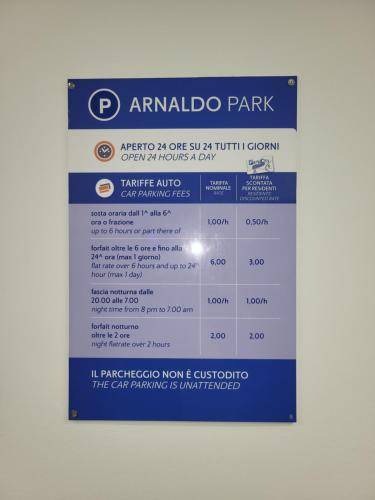 P ARNALDO PARK
APERTO 24 ORE SU 24 TUTTI I GIORNI
OPEN 24 HOURS A DAY
TARIFFE AUTO
CAR PARKING FEES
TARIFFA
NOMINALE
RATE
TARIFFA
SCONTATA
PER RESIDENTI
RESIDENTS
DISCOUNTED RATE
sosta oraria dal 1^ alla 6^
ora o frazione
up to 6 hours or part there of
1,00/h
0,50/h
forfait oltre le 6 ore e fino alla
24^ ora (max 1 giorno)
flat rate over 6 hours and up to 24
hour (max 1 day)
6,00
3,00
fascia notturna dalle
20.00 alle 7.00
night time from 8 pm to 7.00 am
1,00/h
1,00/h
forfait notturno
oltre le 2 ore
night flatrate over 2 hours
2,00
2,00
IL PARCHEGGIO NON È CUSTODITO
THE CAR PARKING IS UNATTENDED